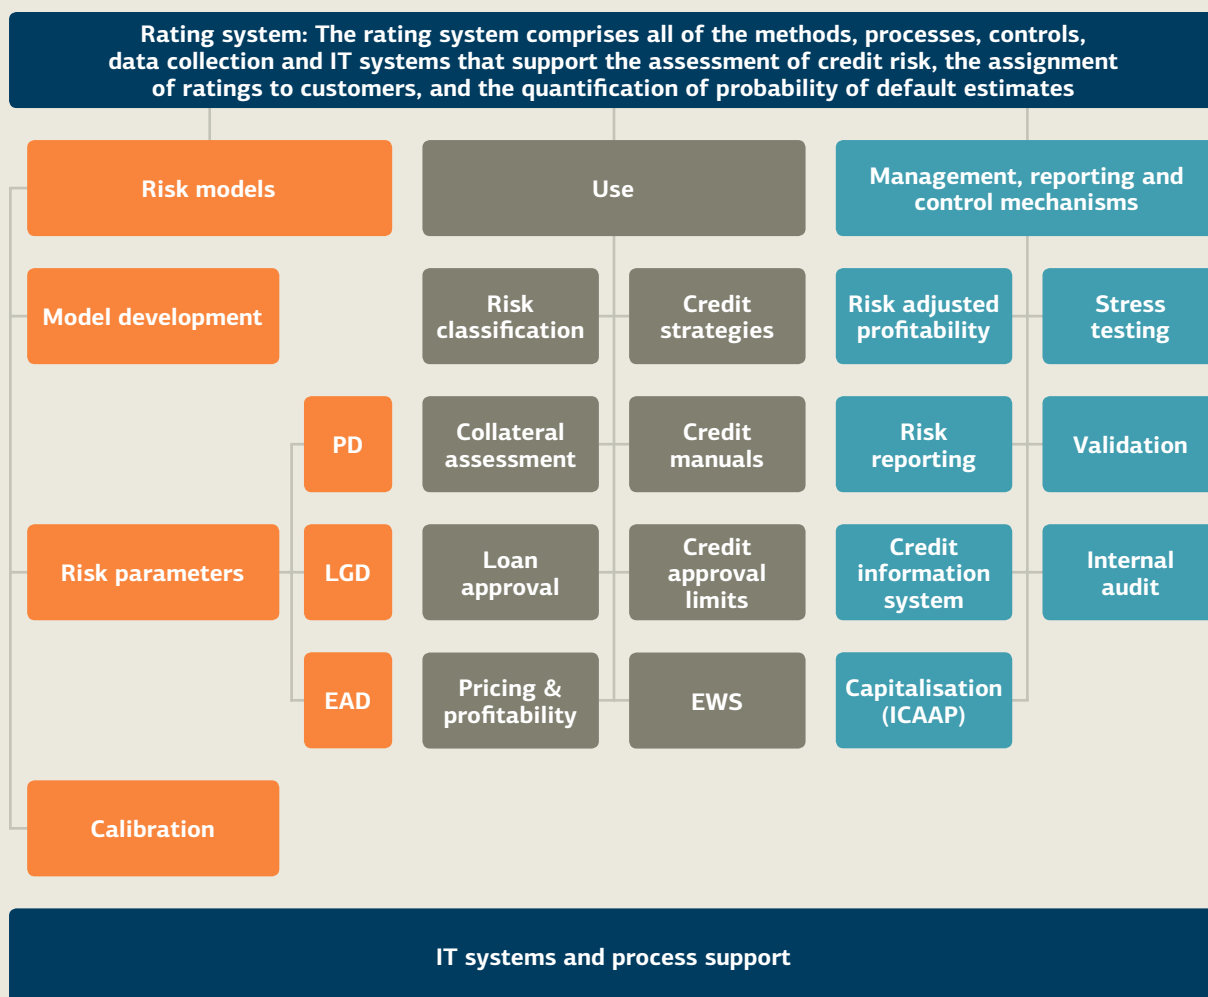 Rating system: The rating system comprises all of the methods, processes, controls,
data collection and IT systems that support the assessment of credit risk, the assignment
of ratings to customers, and the quantification of probability of default estimates
Risk models
Use
Management, reporting and
control mechanisms
Model development
Risk
classification
Credit
strategies
Risk adjusted
profitability
Stress
testing
PD
Collateral
assessment
Credit
manuals
Risk
reporting
Validation
Risk parameters
LGD
Loan
approval
Credit
approval
limits
Credit
information
system
Internal
audit
EAD
Pricing &
profitability
EWS
Capitalisation
(ICAAP)
Calibration
IT systems and process support